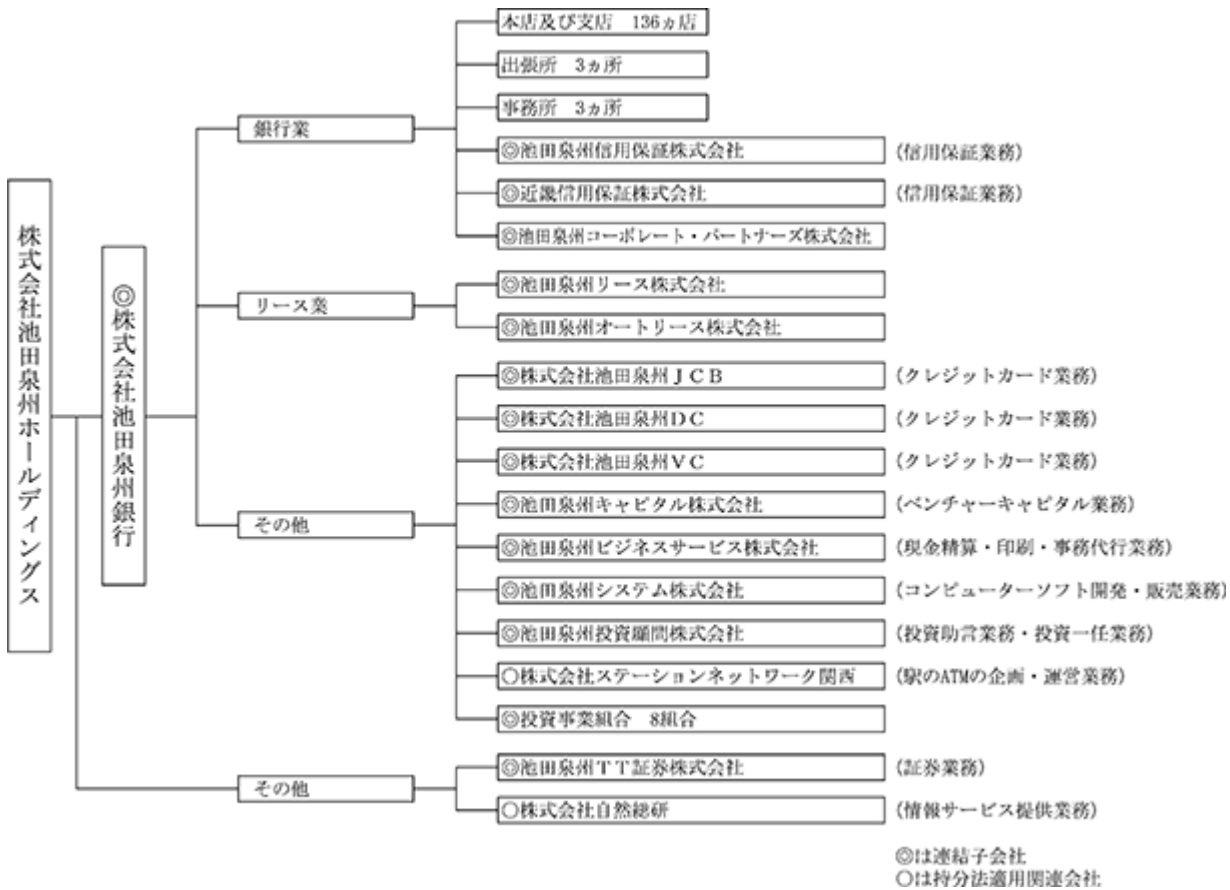 株式会社池田泉州ホールディングス
◎株式会社池田泉州銀行
銀行業
本店及び支店　136ヵ店
出張所　3ヵ所
事務所　3ヵ所
◎池田泉州信用保証株式会社　(信用保証業務)
◎近畿信用保証株式会社　(信用保証業務)
◎池田泉州コーポレート・パートナーズ株式会社
リース業
◎池田泉州リース株式会社
◎池田泉州オートリース株式会社
その他
◎株式会社池田泉州ＪＣＢ　(クレジットカード業務)
◎株式会社池田泉州ＤＣ　(クレジットカード業務)
◎株式会社池田泉州ＶＣ　(クレジットカード業務)
◎池田泉州キャピタル株式会社　(ベンチャーキャピタル業務)
◎池田泉州ビジネスサービス株式会社　(現金精算・印刷・事務代行業務)
◎池田泉州システム株式会社　(コンピューターソフト開発・販売業務)
◎池田泉州投資顧問株式会社　(投資助言業務・投資一任業務)
○株式会社ステーションネットワーク関西　(駅のATMの企画・運営業務)
◎投資事業組合　8組合
その他
◎池田泉州ＴＴ証券株式会社　(証券業務)
○株式会社自然総研　(情報サービス提供業務)
◎は連結子会社
○は持分法適用関連会社